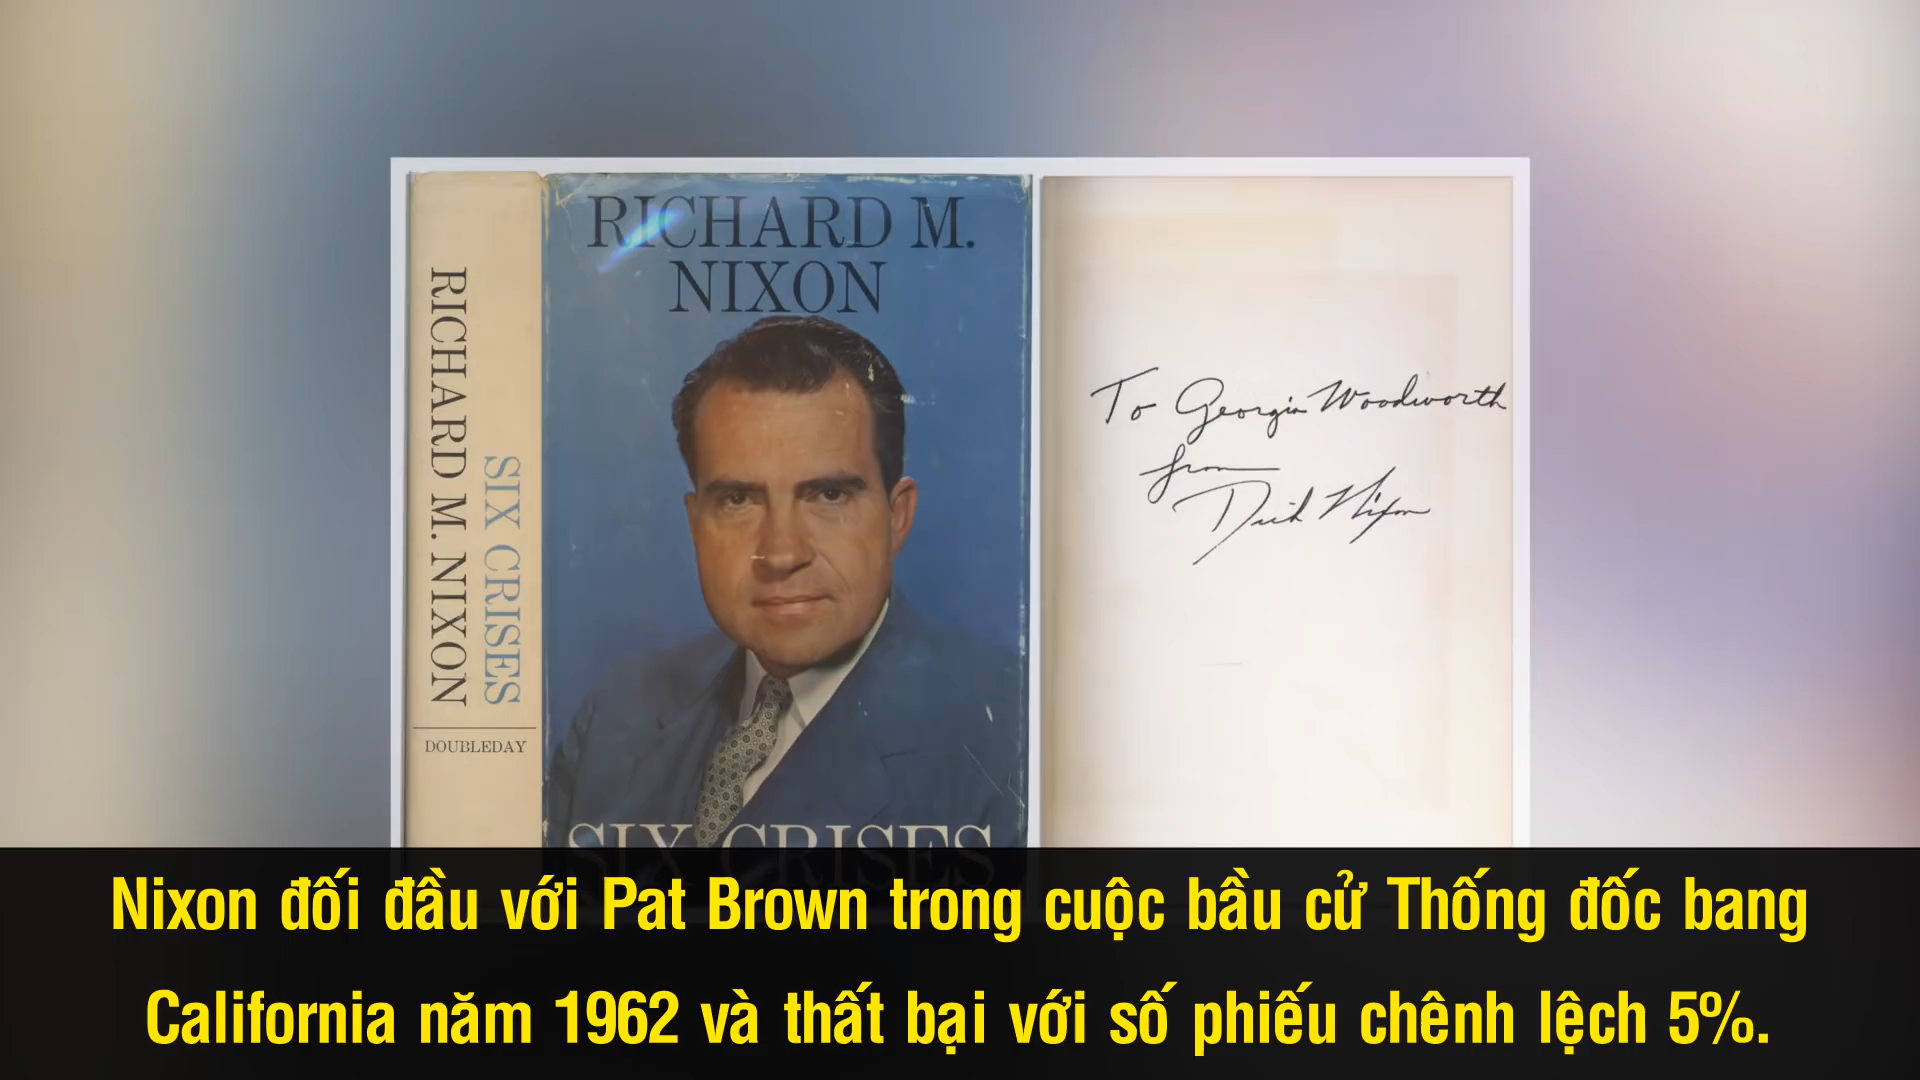 RICHARD M. NIXON
SIX CRISES
DOUBLEDAY
RICHARD M.
NIXON
SIX CRISES
To Georgia Woodworth
from
Dick Nixon
Nixon đối đầu với Pat Brown trong cuộc bầu cử Thống đốc bang
California năm 1962 và thất bại với số phiếu chênh lệch 5%.